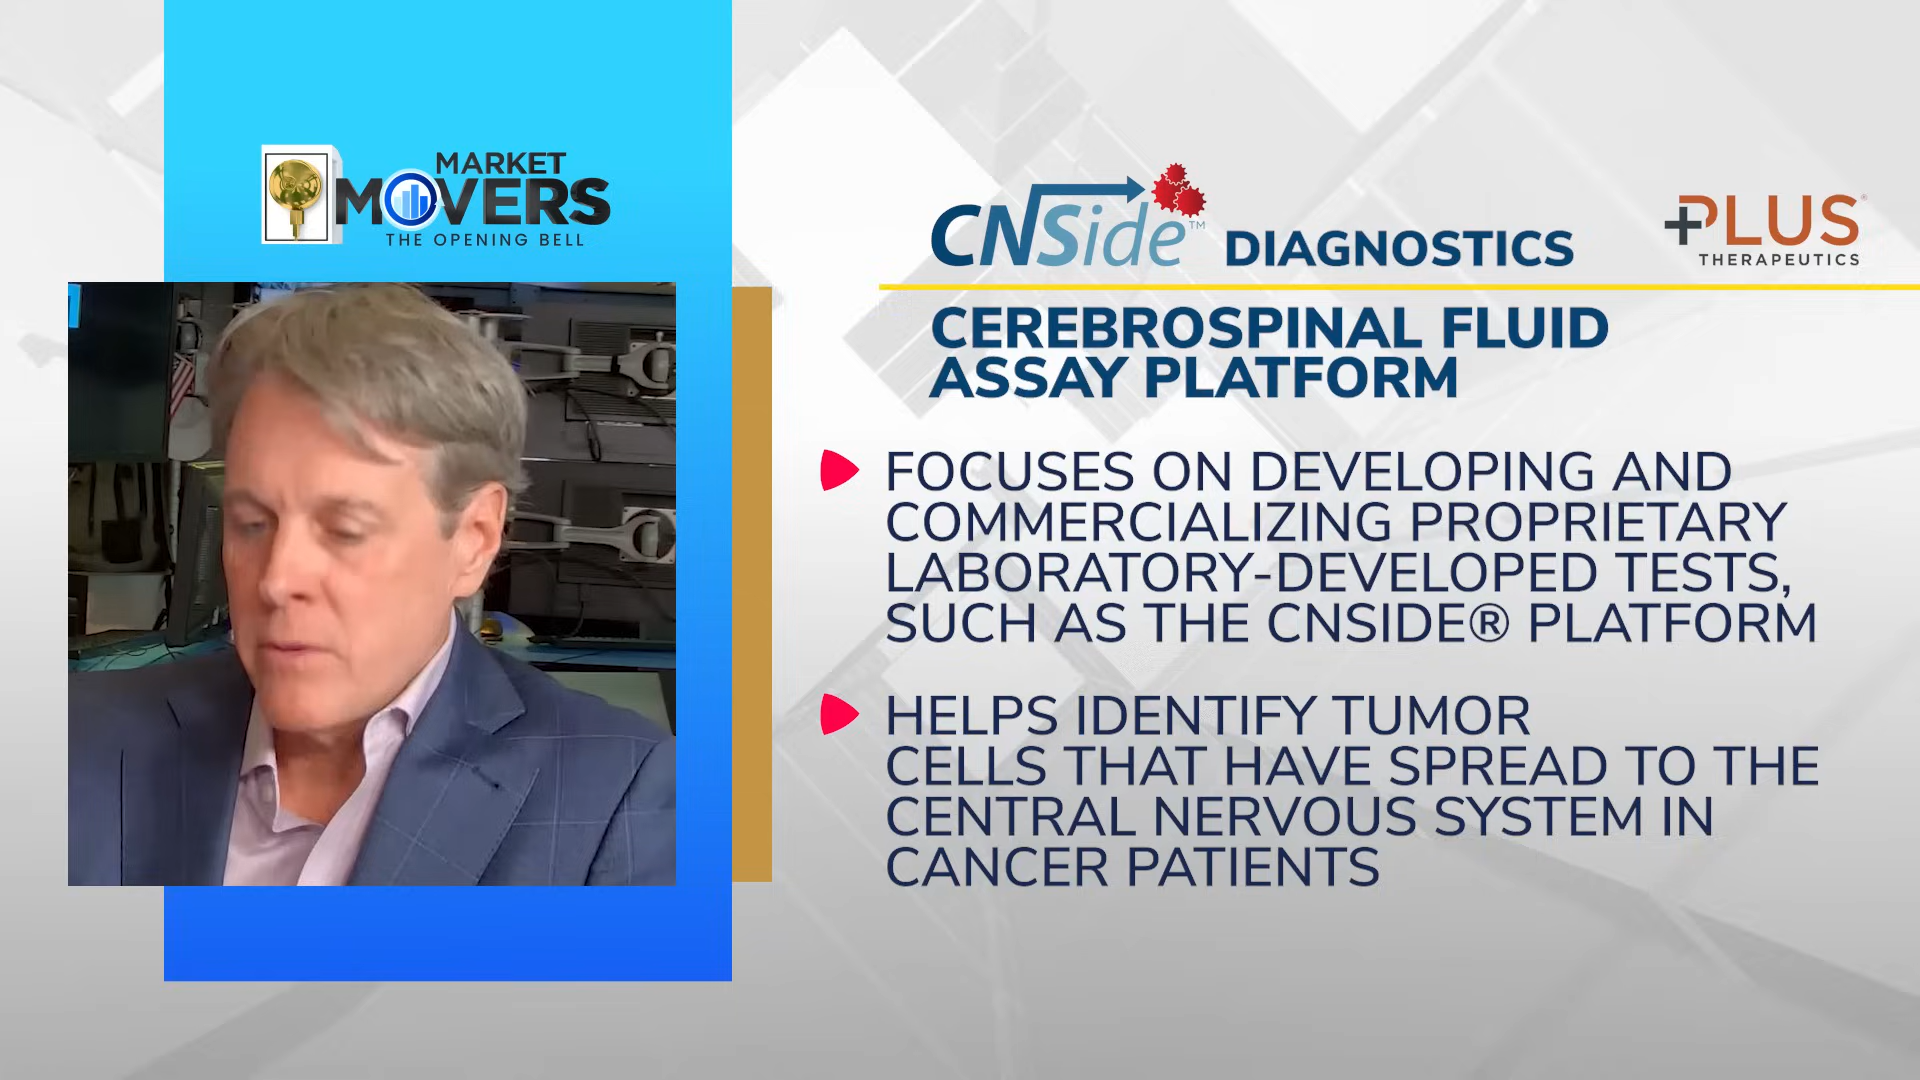 MARKET
MOVERS
THE OPENING BELL
CNSide™ DIAGNOSTICS
PLUS®
THERAPEUTICS
CEREBROSPINAL FLUID
ASSAY PLATFORM
FOCUSES ON DEVELOPING AND
COMMERCIALIZING PROPRIETARY
LABORATORY-DEVELOPED TESTS,
SUCH AS THE CNSIDE® PLATFORM
HELPS IDENTIFY TUMOR
CELLS THAT HAVE SPREAD TO THE
CENTRAL NERVOUS SYSTEM IN
CANCER PATIENTS